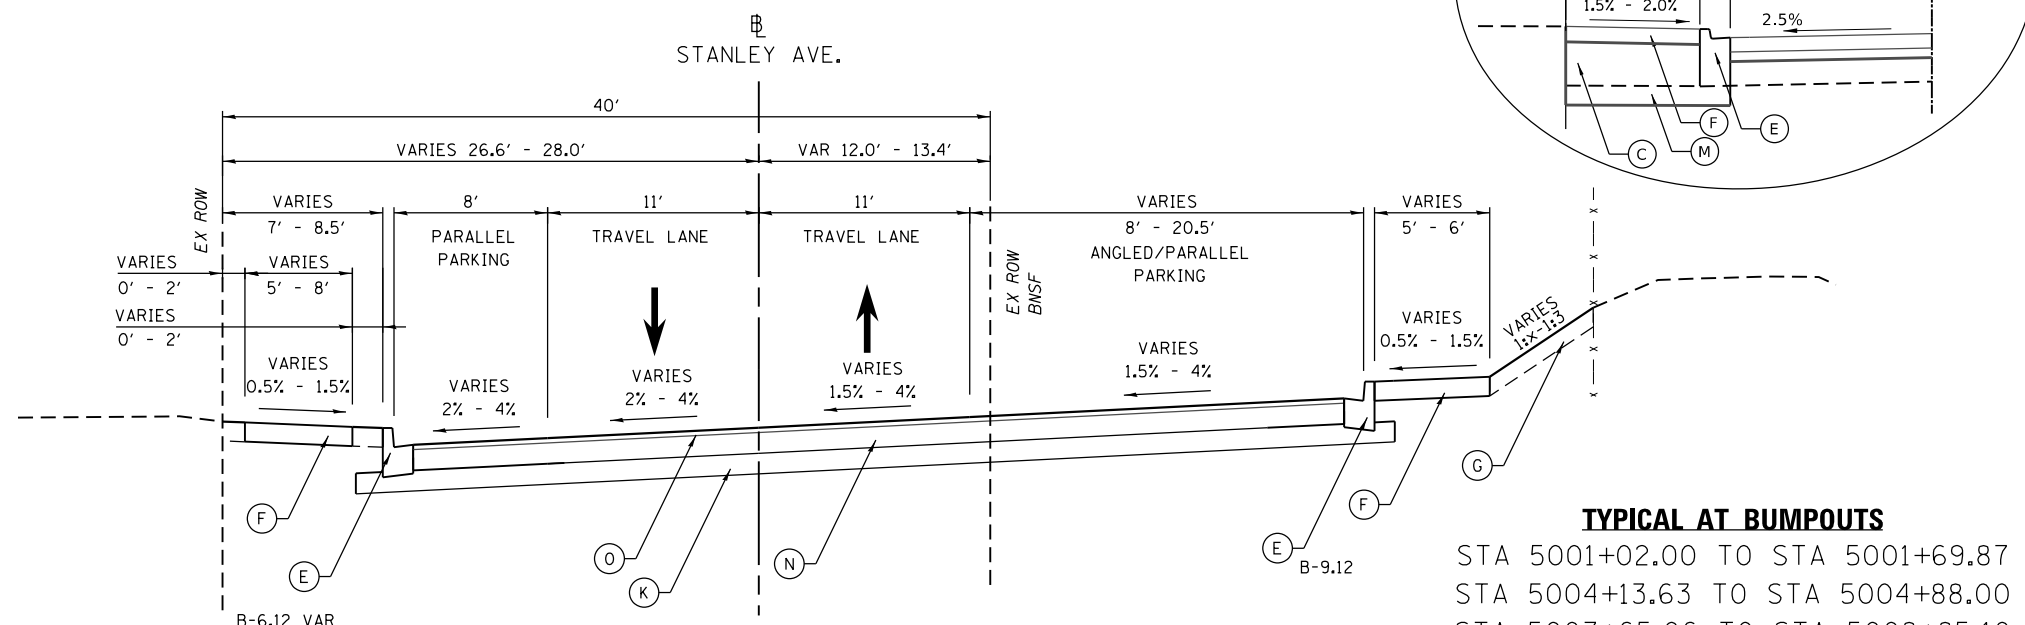 BL
STANLEY AVE.
40'
VARIES 26.6' - 28.0'
VAR 12.0' - 13.4'
EX ROW
VARIES
7' - 8.5'
8'
PARALLEL
PARKING
11'
TRAVEL LANE
11'
TRAVEL LANE
EX ROW
BNSF
VARIES
8' - 20.5'
ANGLED/PARALLEL
PARKING
VARIES
5' - 6'
VARIES
0' - 2'
VARIES
5' - 8'
VARIES
0' - 2'
VARIES
0.5% - 1.5%
VARIES
2% - 4%
VARIES
2% - 4%
VARIES
1.5% - 4%
VARIES
1.5% - 4%
VARIES
0.5% - 1.5%
VARIES
1:X-1:3
F
E
B-6.12 VAR
O
K
N
E
B-9.12
F
G
1.5% - 2.0%
2.5%
F
E
C
M
TYPICAL AT BUMPOUTS
STA 5001+02.00 TO STA 5001+69.87
STA 5004+13.63 TO STA 5004+88.00